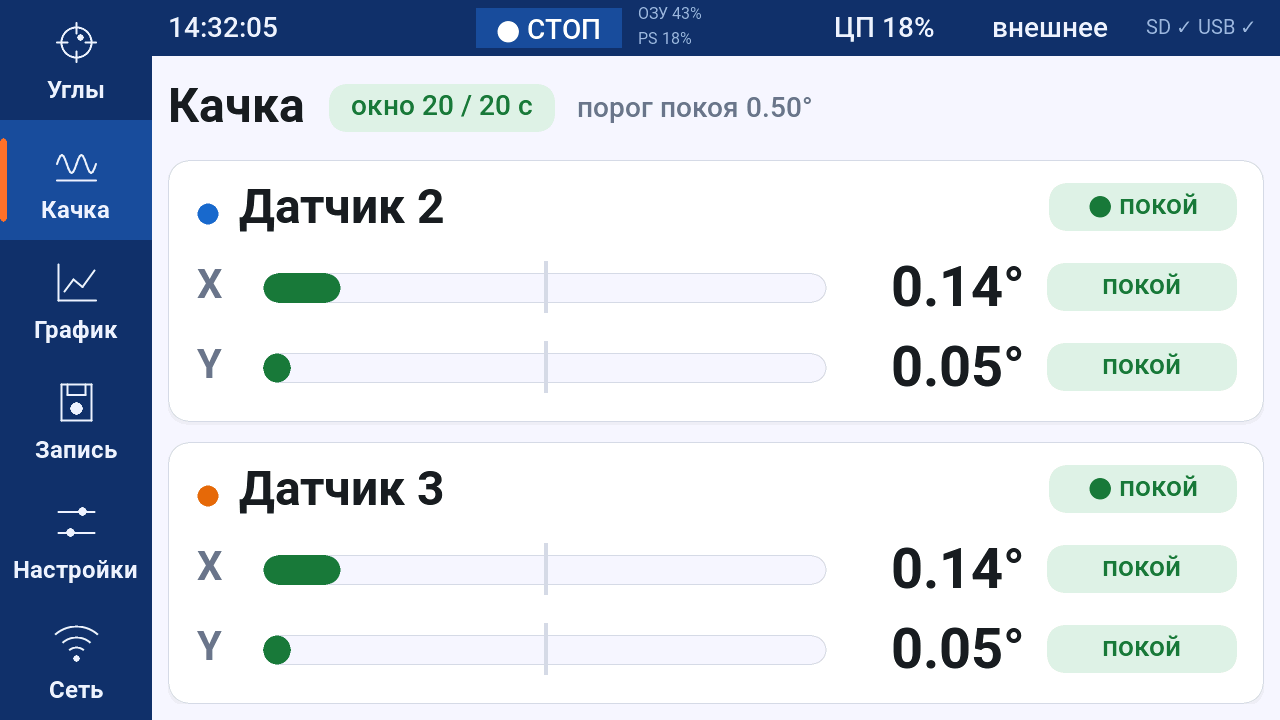 14:32:05
СТОП
ОЗУ 43%
PS 18%
ЦП 18%
внешнее
SD ✓ USB ✓
Углы
Качка
График
Запись
Настройки
Сеть
Качка
окно 20 / 20 с
порог покоя 0.50°
Датчик 2
ПОКОЙ
X
0.14°
ПОКОЙ
Y
0.05°
ПОКОЙ
Датчик 3
ПОКОЙ
X
0.14°
ПОКОЙ
Y
0.05°
ПОКОЙ